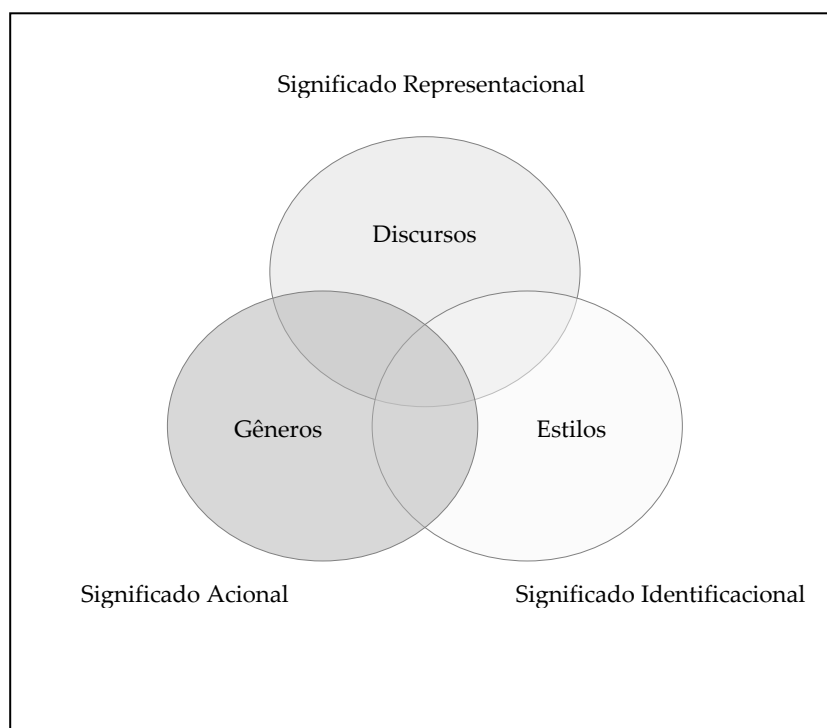 Significado Representacional
Discursos
Gêneros
Estilos
Significado Acional
Significado Identificacional